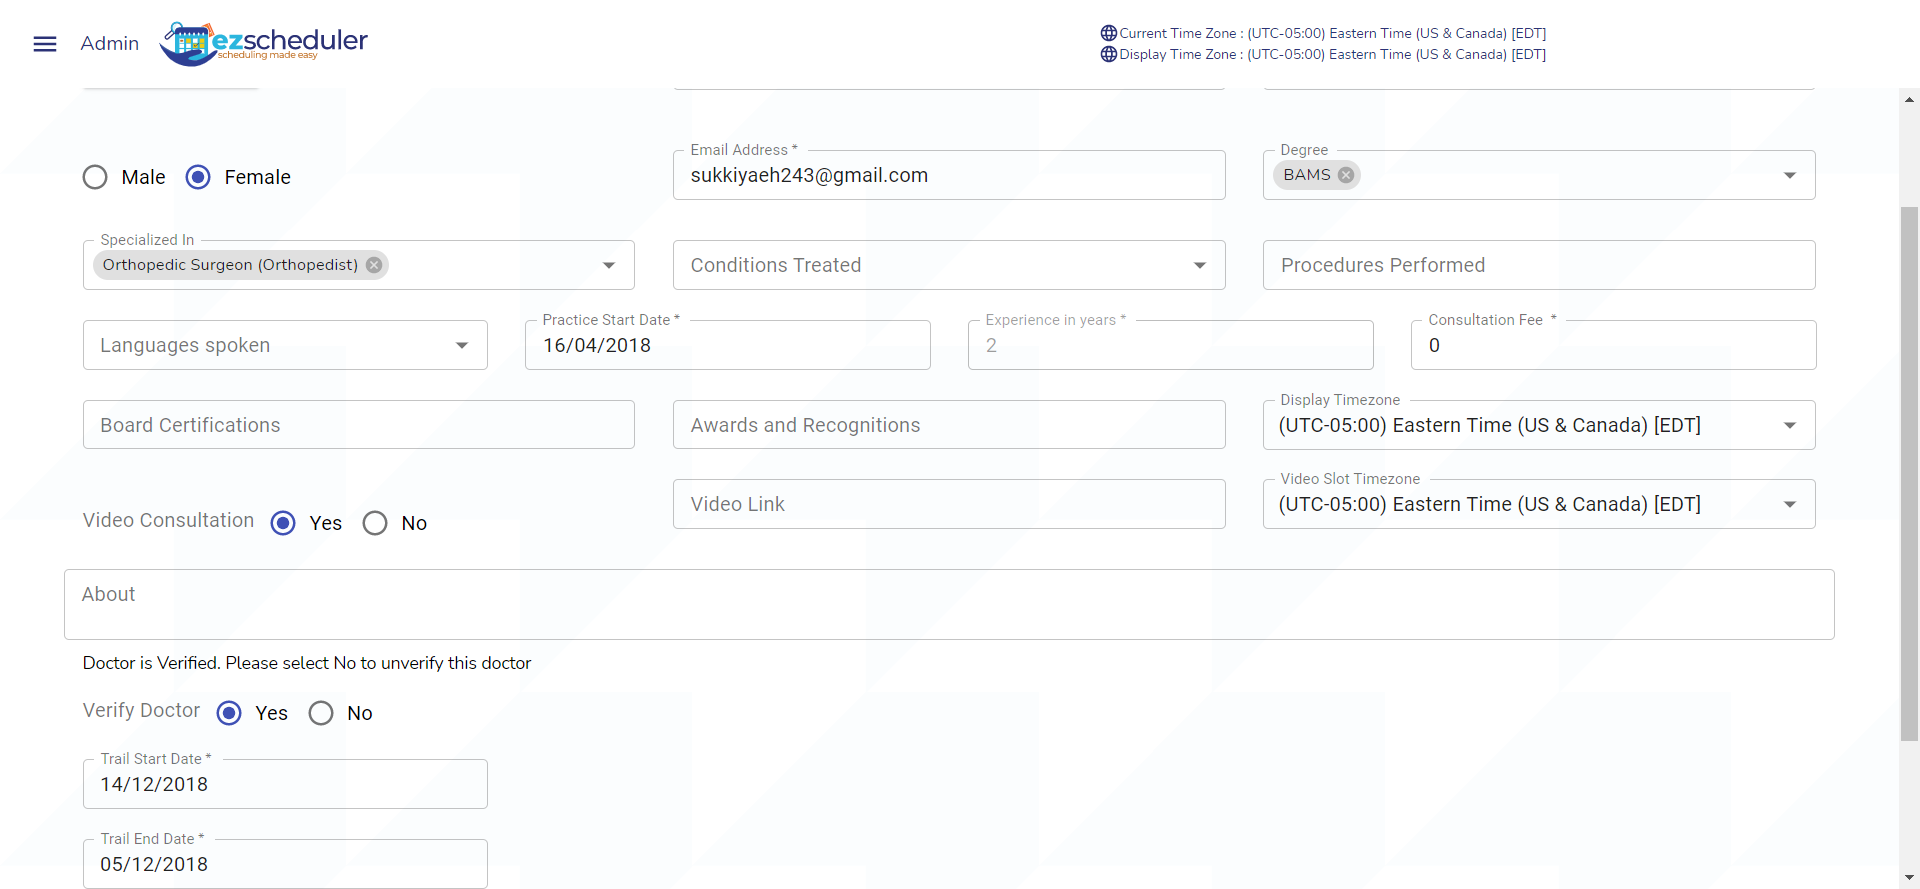 Admin
ezscheduler
scheduling made easy
Current Time Zone : (UTC-05:00) Eastern Time (US & Canada) [EDT]
Display Time Zone : (UTC-05:00) Eastern Time (US & Canada) [EDT]
Male
Female
Email Address *
sukkiyaeh243@gmail.com
Degree
BAMS
Specialized In
Orthopedic Surgeon (Orthopedist)
Conditions Treated
Procedures Performed
Languages spoken
Practice Start Date *
16/04/2018
Experience in years *
2
Consultation Fee *
0
Board Certifications
Awards and Recognitions
Display Timezone
(UTC-05:00) Eastern Time (US & Canada) [EDT]
Video Consultation
Yes
No
Video Link
Video Slot Timezone
(UTC-05:00) Eastern Time (US & Canada) [EDT]
About
Doctor is Verified. Please select No to unverify this doctor
Verify Doctor
Yes
No
Trail Start Date *
14/12/2018
Trail End Date *
05/12/2018